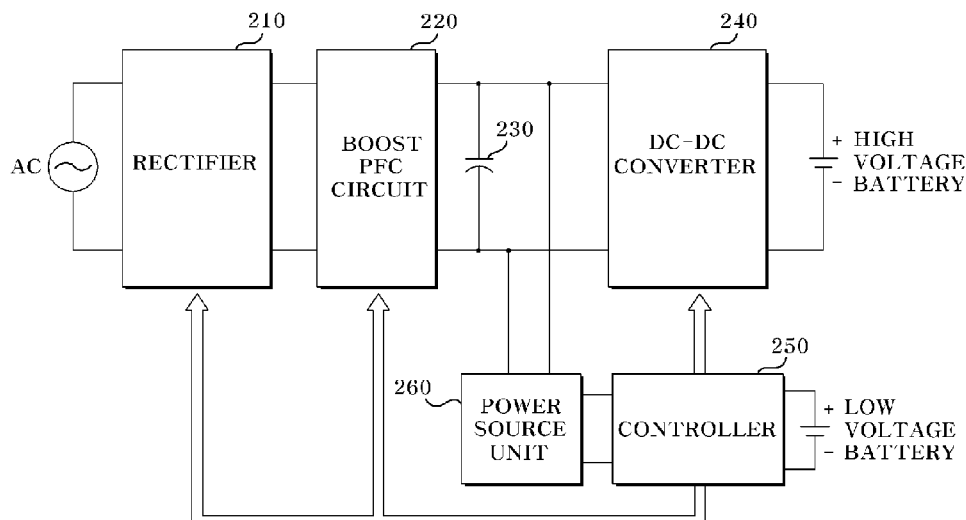 210
220
240
230
AC
RECTIFIER
BOOST
PFC
CIRCUIT
DC-DC
CONVERTER
+ HIGH
VOLTAGE
- BATTERY
260
250
POWER
SOURCE
UNIT
CONTROLLER
+ LOW
VOLTAGE
- BATTERY